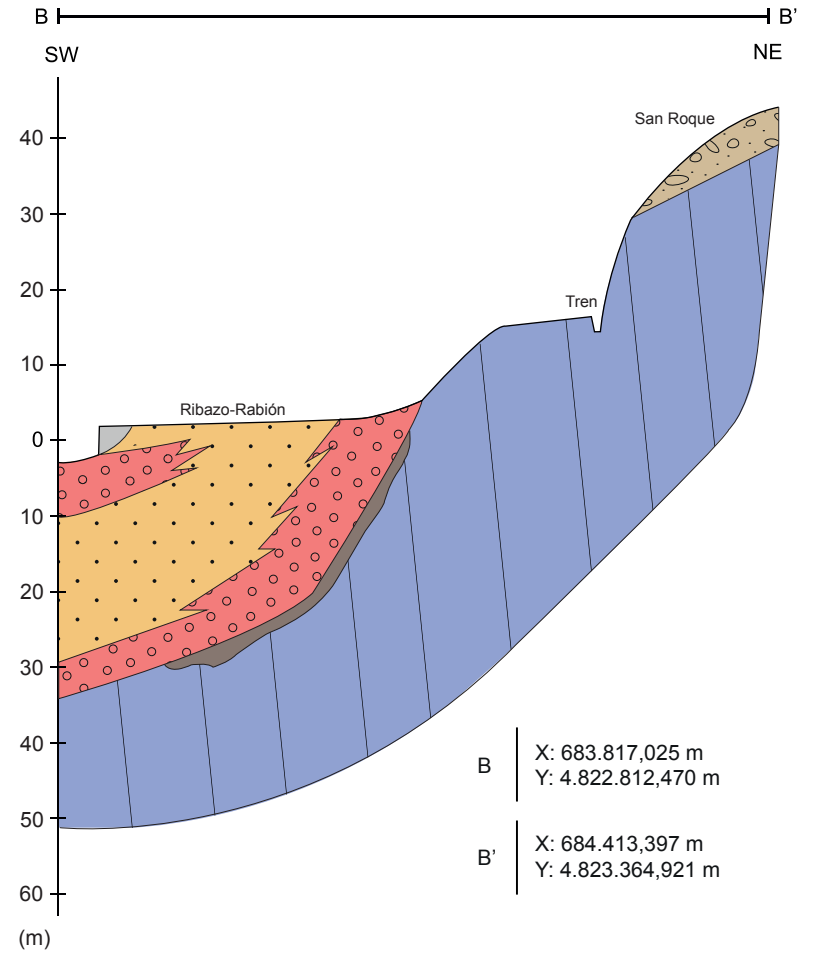 B B’
SW NE
San Roque
40
30
20
Tren
10
Ribazo-Rabión
0
10
20
30
40
50
60
(m)
B
X: 683.817,025 m
Y: 4.822.812,470 m
B’
X: 684.413,397 m
Y: 4.823.364,921 m